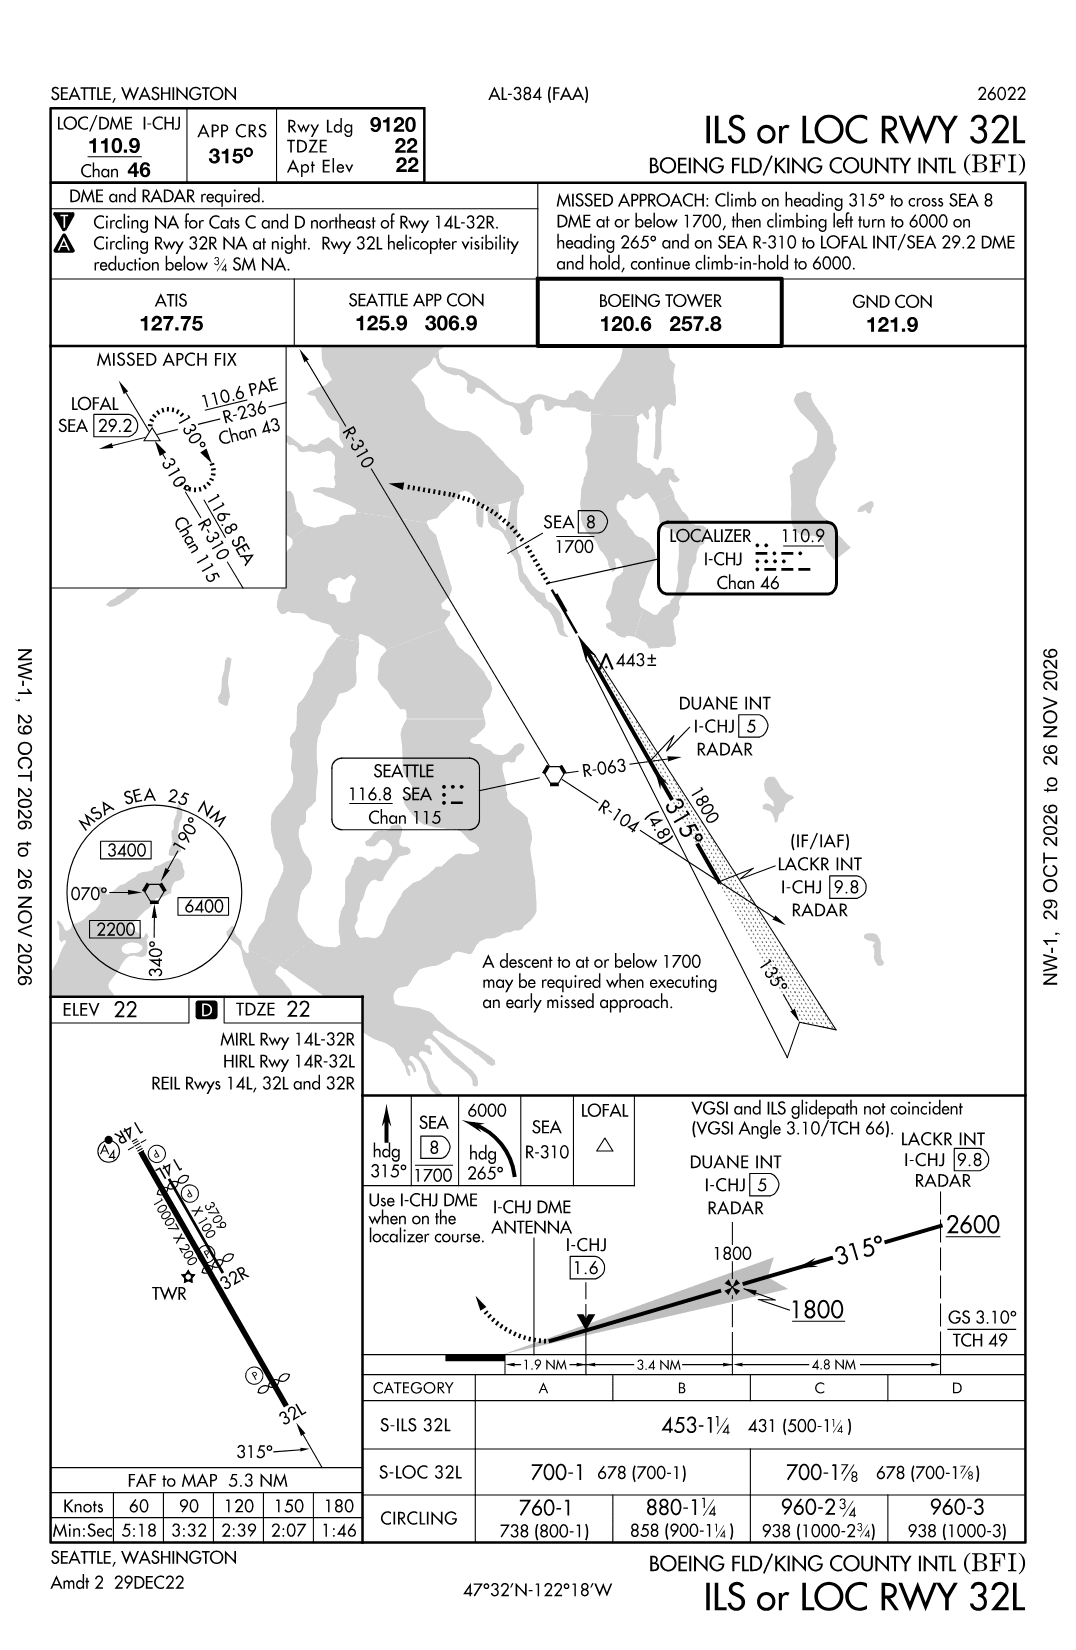 SEATTLE, WASHINGTON
AL-384 (FAA)
26022
ILS or LOC RWY 32L
BOEING FLD/KING COUNTY INTL (BFI)
LOC/DME I-CHJ
110.9
Chan 46
APP CRS
315°
Rwy Ldg 9120
TDZE 22
Apt Elev 22
DME and RADAR required.
T Circling NA for Cats C and D northeast of Rwy 14L-32R.
A Circling Rwy 32R NA at night. Rwy 32L helicopter visibility
reduction below ¾ SM NA.
MISSED APPROACH: Climb on heading 315° to cross SEA 8
DME at or below 1700, then climbing left turn to 6000 on
heading 265° and on SEA R-310 to LOFAL INT/SEA 29.2 DME
and hold, continue climb-in-hold to 6000.
ATIS
127.75
SEATTLE APP CON
125.9 306.9
BOEING TOWER
120.6 257.8
GND CON
121.9
MISSED APCH FIX
LOFAL
SEA 29.2
110.6 PAE
R-236
Chan 43
130°
310°
116.8 SEA
R-310
Chan 115
R-310
SEA 8
1700
LOCALIZER 110.9
I-CHJ
Chan 46
443±
DUANE INT
I-CHJ 5
RADAR
R-063
SEATTLE
116.8 SEA
Chan 115
R-104
(4.8)
315°
1800
(IF/IAF)
LACKR INT
I-CHJ 9.8
RADAR
135°
MSA SEA 25 NM
190°
3400
070°
6400
2200
340°
A descent to at or below 1700
may be required when executing
an early missed approach.
NW-1, 29 OCT 2026 to 26 NOV 2026
NW-1, 29 OCT 2026 to 26 NOV 2026
ELEV 22
D
TDZE 22
MIRL Rwy 14L-32R
HIRL Rwy 14R-32L
REIL Rwys 14L, 32L and 32R
A4
14R
P
14L
P
3709 X 100
10007 X 200
P
32R
TWR
P
32L
315°
FAF to MAP 5.3 NM
Knots 60 90 120 150 180
Min:Sec 5:18 3:32 2:39 2:07 1:46
hdg
315°
SEA
8
1700
6000
hdg
265°
SEA
R-310
LOFAL
VGSI and ILS glidepath not coincident
(VGSI Angle 3.10/TCH 66).
Use I-CHJ DME
when on the
localizer course.
I-CHJ DME
ANTENNA
I-CHJ
1.6
DUANE INT
I-CHJ 5
RADAR
LACKR INT
I-CHJ 9.8
RADAR
1800
315°
2600
1800
GS 3.10°
TCH 49
1.9 NM
3.4 NM
4.8 NM
CATEGORY A B C D
S-ILS 32L 453-1¼ 431 (500-1¼)
S-LOC 32L 700-1 678 (700-1) 700-1⅞ 678 (700-1⅞)
CIRCLING 760-1 880-1¼ 960-2¾ 960-3
738 (800-1) 858 (900-1¼) 938 (1000-2¾) 938 (1000-3)
SEATTLE, WASHINGTON
Amdt 2 29DEC22
47°32'N-122°18'W
BOEING FLD/KING COUNTY INTL (BFI)
ILS or LOC RWY 32L